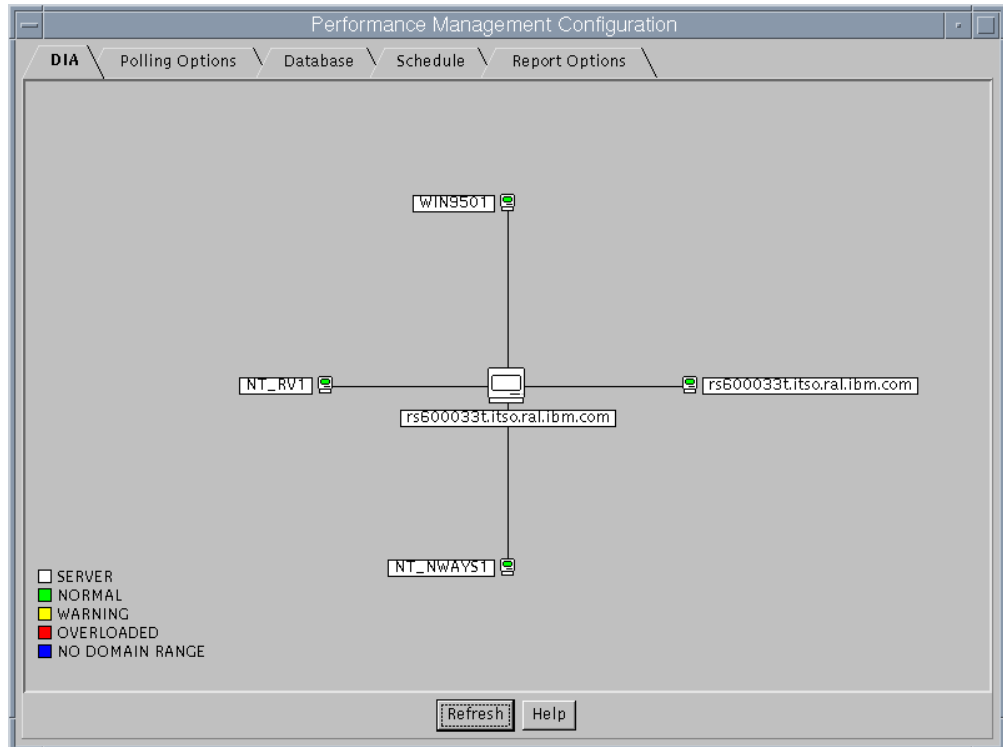 Performance Management Configuration
DIA Polling Options Database Schedule Report Options
WIN9501
NT_RV1
rs600033t.itso.ral.ibm.com
rs600033t.itso.ral.ibm.com
NT_NWAYS1
SERVER
NORMAL
WARNING
OVERLOADED
NO DOMAIN RANGE
Refresh Help